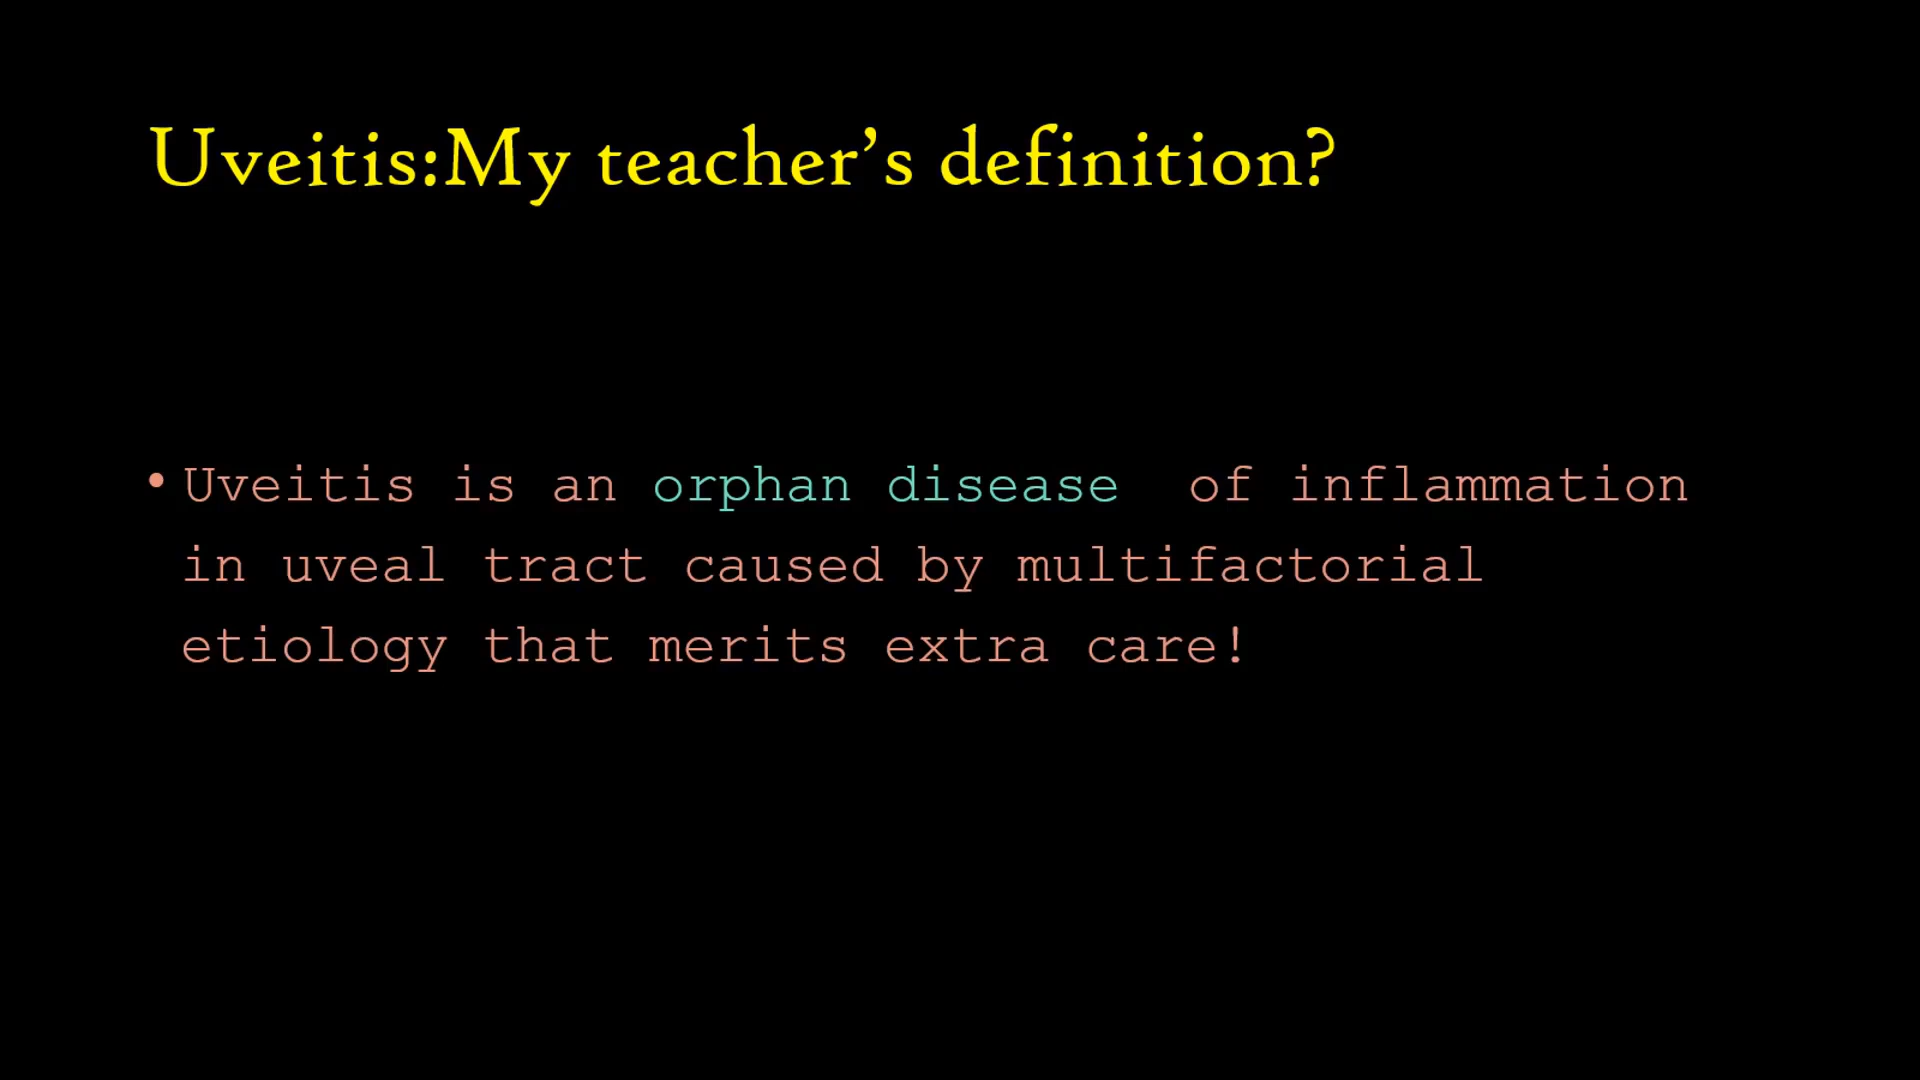 Uveitis:My teacher’s definition?
• Uveitis is an orphan disease of inflammation
in uveal tract caused by multifactorial
etiology that merits extra care!